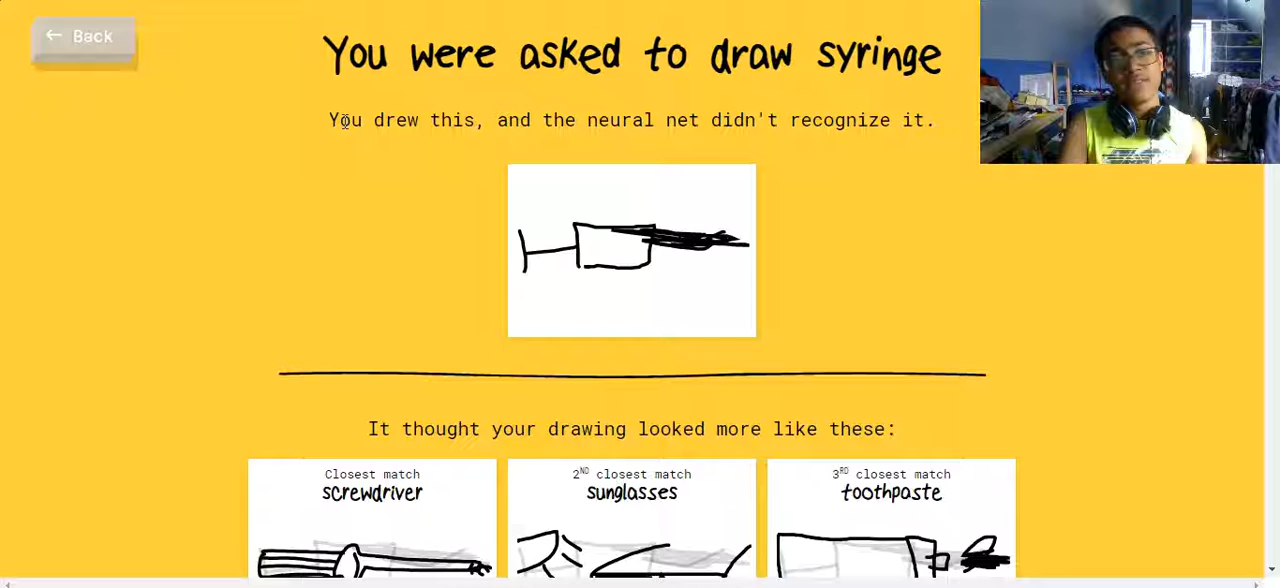 ← Back
You were asked to draw syringe
You drew this, and the neural net didn't recognize it.
It thought your drawing looked more like these:
Closest match
screwdriver
2ND closest match
sunglasses
3RD closest match
toothpaste